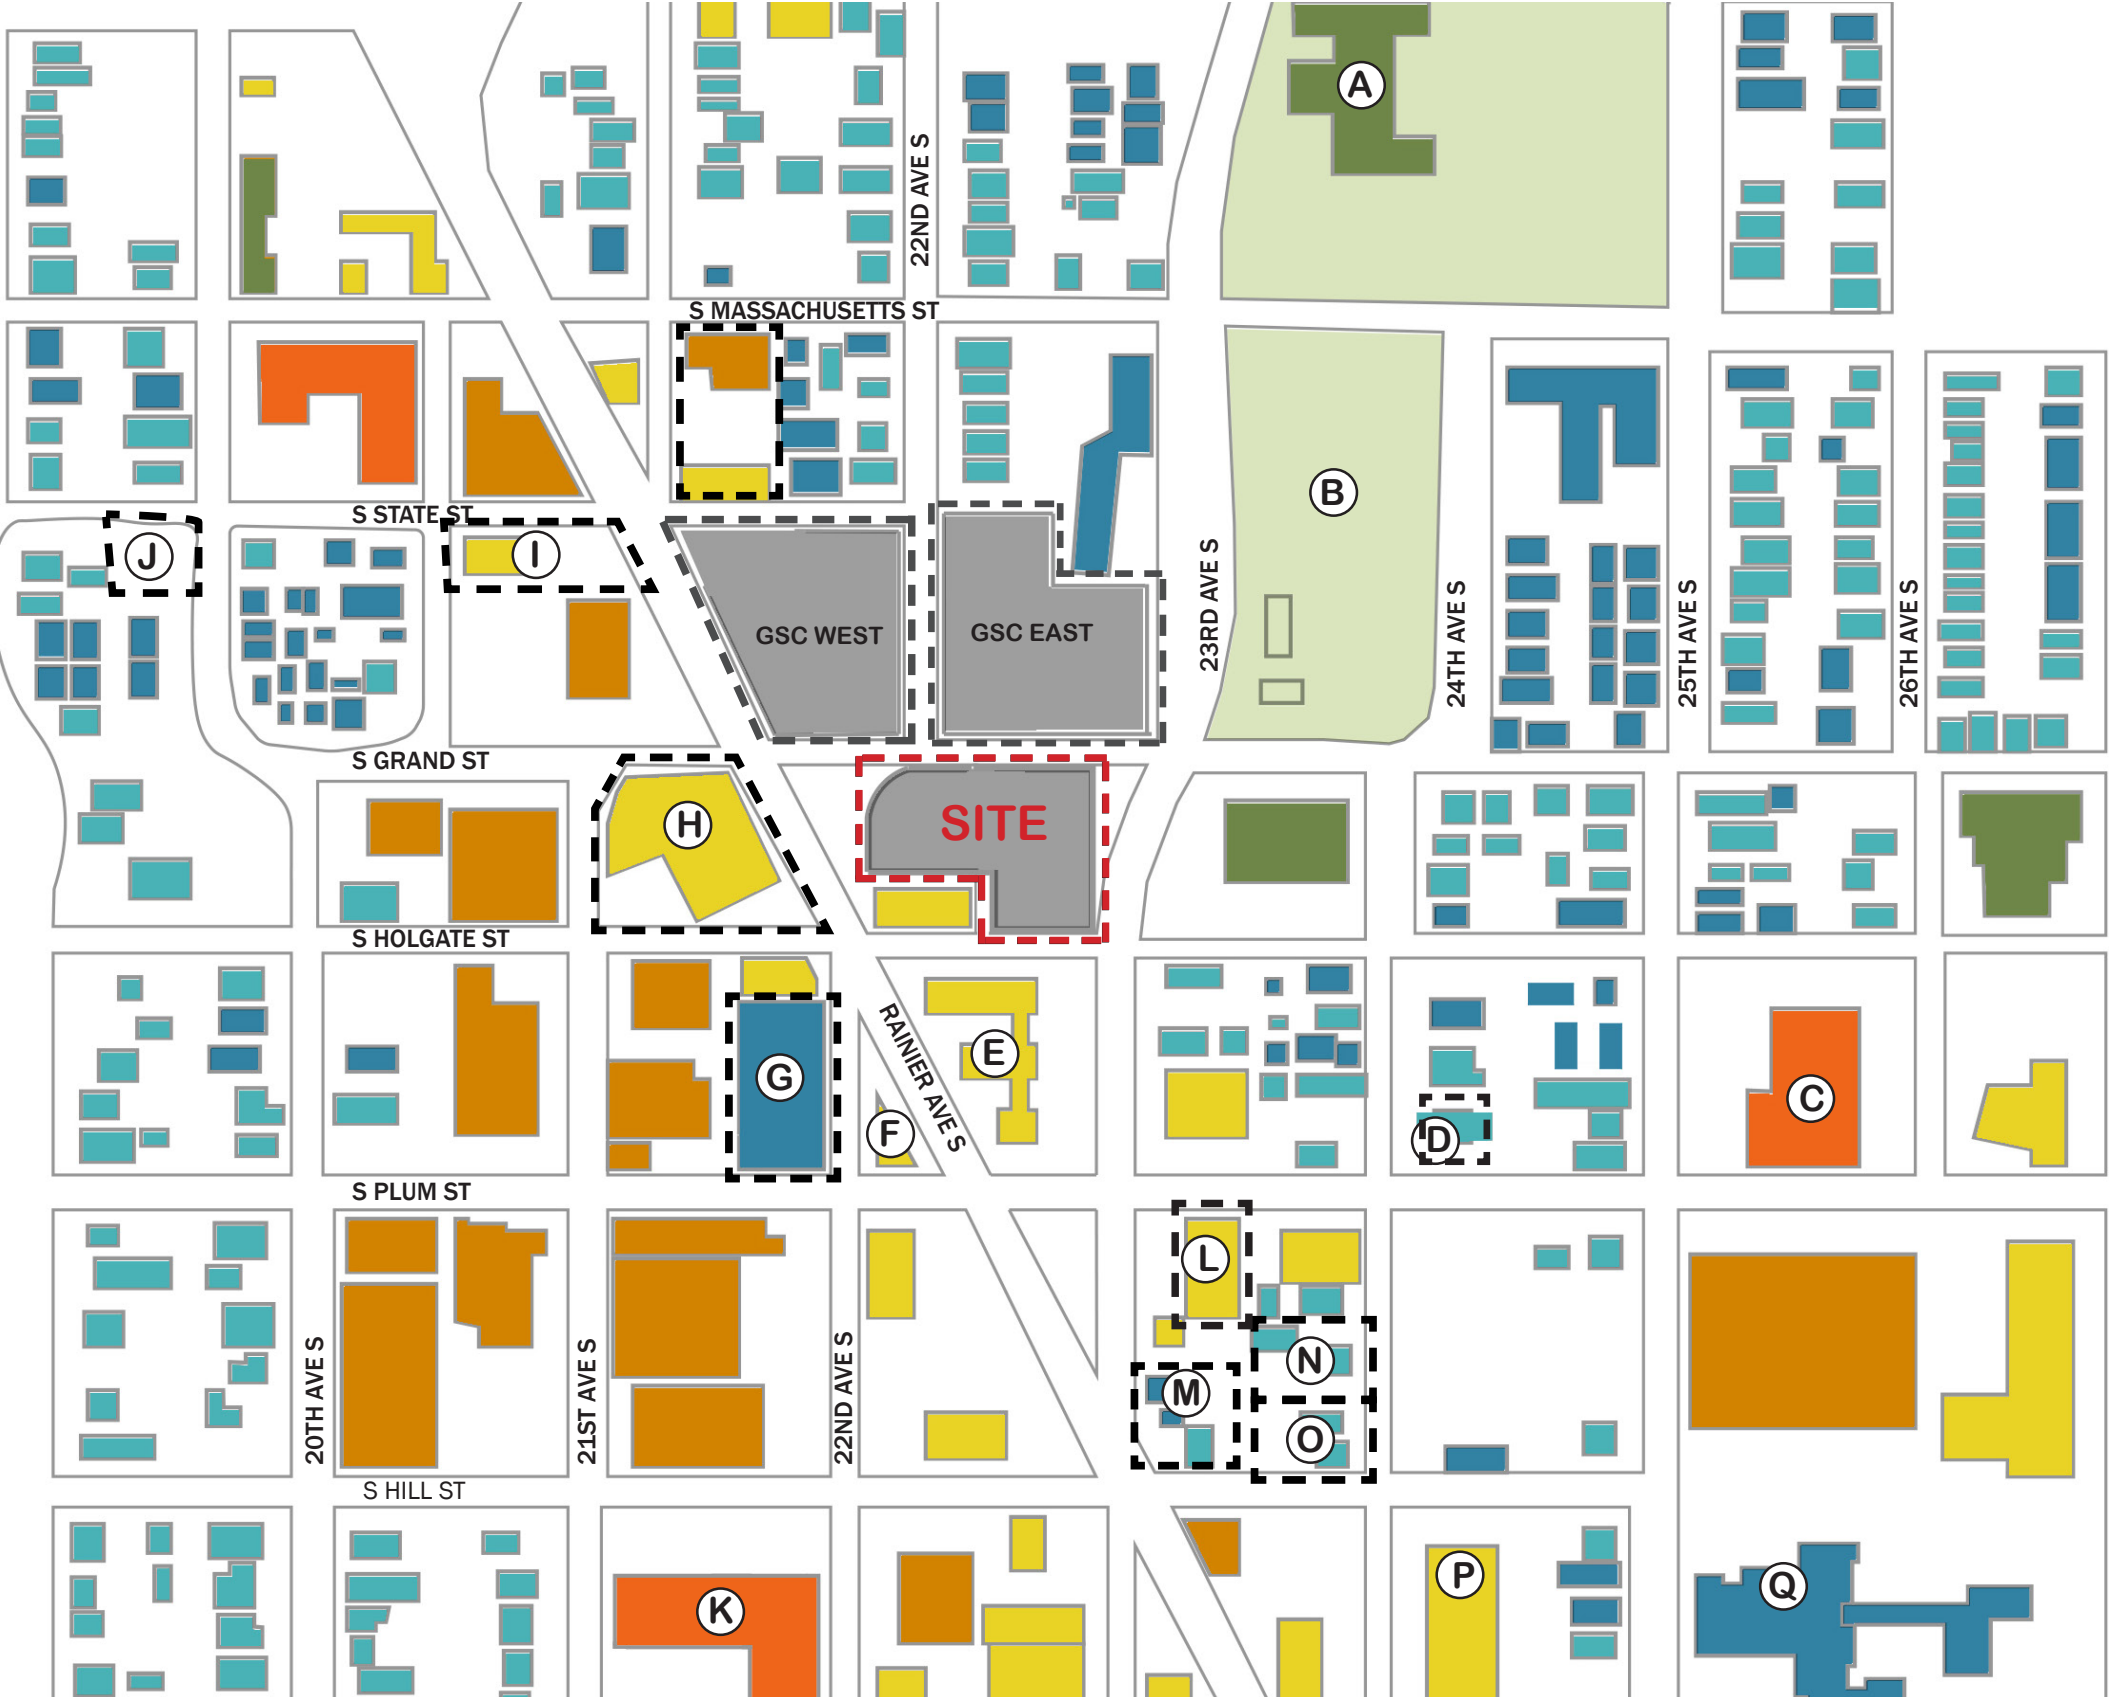 A
22ND AVE S
S MASSACHUSETTS ST
B
S STATE ST
J
I
GSC WEST
GSC EAST
23RD AVE S
24TH AVE S
25TH AVE S
26TH AVE S
S GRAND ST
H
SITE
S HOLGATE ST
G
RAINIER AVE S
E
F
D
C
S PLUM ST
L
N
M
O
20TH AVE S
21ST AVE S
22ND AVE S
S HILL ST
K
P
Q